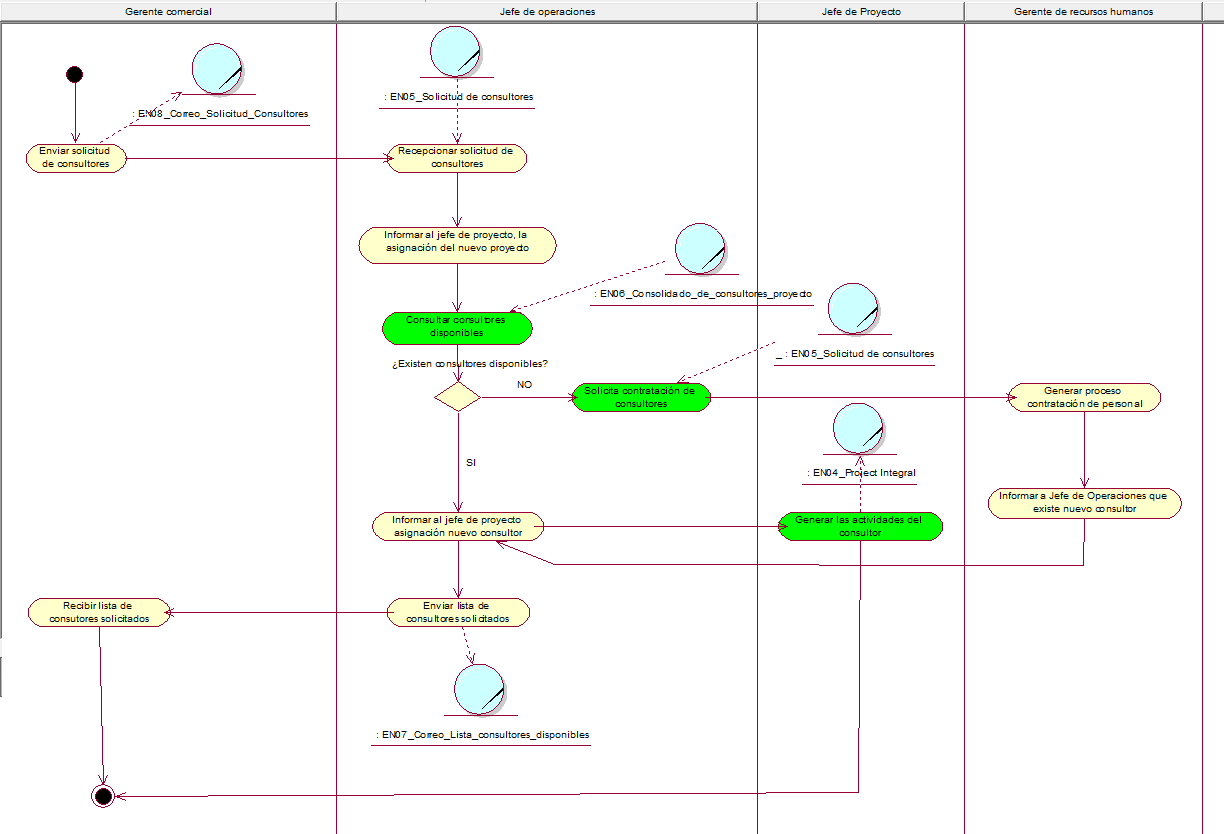 Gerente comercial
Jefe de operaciones
Jefe de Proyecto
Gerente de recursos humanos
: EN05_Solicitud de consultores
: EN08_Correo_Solicitud_Consultores
Enviar solicitud
de consultores
Recepcionar solicitud de
consultores
Informar al jefe de proyecto, la
asignación del nuevo proyecto
: EN06_Consolidado_de_consultores_proyecto
Consultar consultores
disponibles
_ : EN05_Solicitud de consultores
¿Existen consultores disponibles?
NO
Solicita contratación de
consultores
Generar proceso
contratación de personal
SI
: EN04_Project Integral
Informar a Jefe de Operaciones que
existe nuevo consultor
Informar al jefe de proyecto
asignación nuevo consultor
Generar las actividades del
consultor
Recibir lista de
consutores solicitados
Enviar lista de
consultores solicitados
: EN07_Correo_Lista_consultores_disponibles